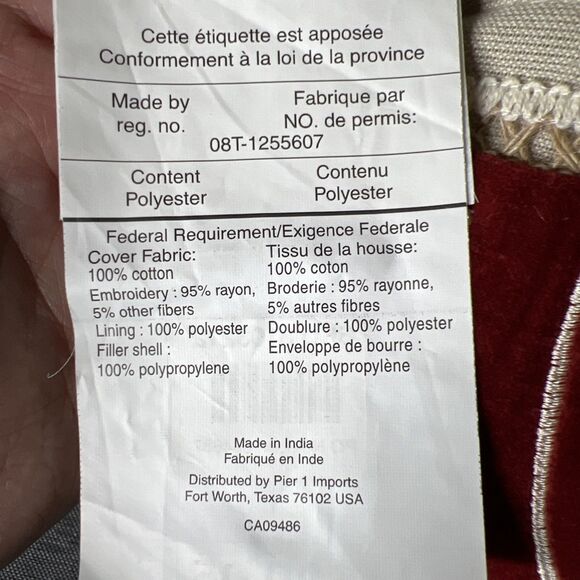 Cette étiquette est apposée
Conformement à la loi de la province
Made by Fabrique par
reg. no. NO. de permis:
08T-1255607
Content Contenu
Polyester Polyester
Federal Requirement/Exigence Federale
Cover Fabric: Tissu de la housse:
100% cotton 100% coton
Embroidery : 95% rayon, Broderie : 95% rayonne,
5% other fibers 5% autres fibres
Lining : 100% polyester Doublure : 100% polyester
Filler shell : Enveloppe de bourre :
100% polypropylene 100% polypropylène
Made in India
Fabriqué en Inde
Distributed by Pier 1 Imports
Fort Worth, Texas 76102 USA
CA09486